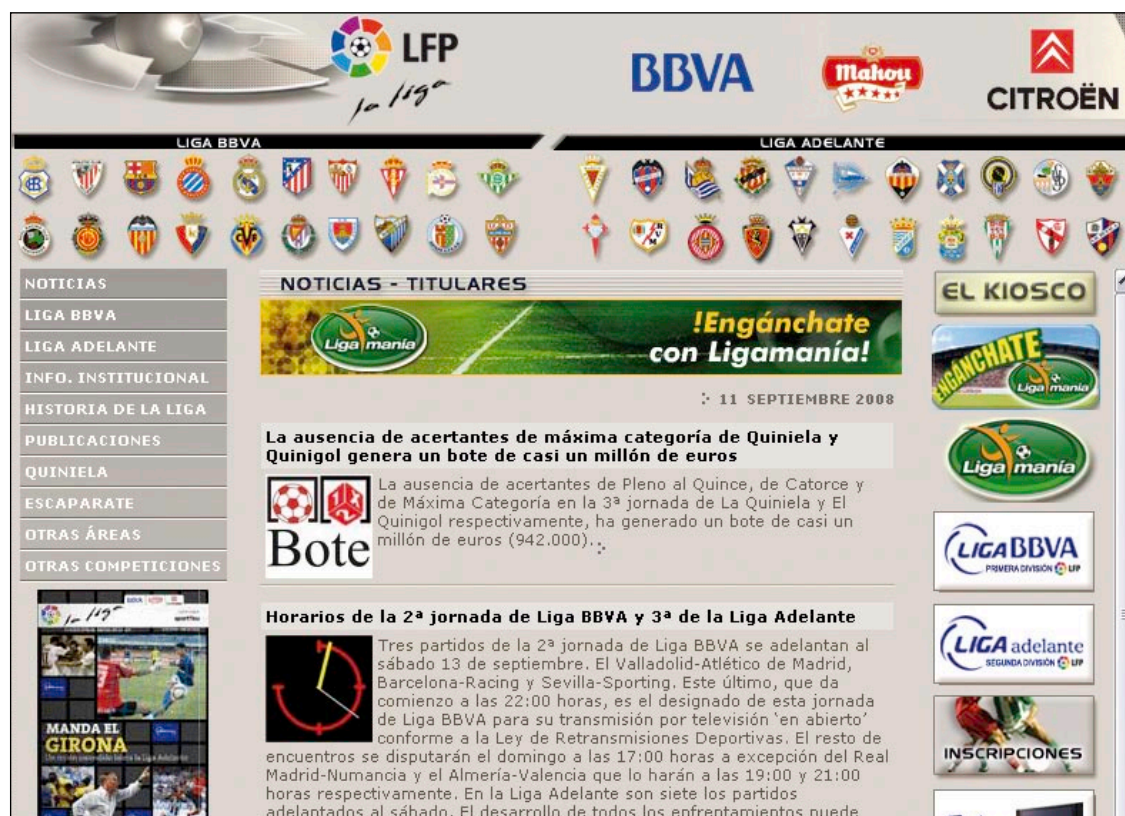 LFP
la liga
BBVA
mahou
CITROËN
LIGA BBVA
LIGA ADELANTE
NOTICIAS
LIGA BBVA
LIGA ADELANTE
INFO. INSTITUCIONAL
HISTORIA DE LA LIGA
PUBLICACIONES
QUINIELA
ESCAPARATE
OTRAS ÁREAS
OTRAS COMPETICIONES
la liga
MANDA EL
GIRONA
NOTICIAS - TITULARES
Liga manía
!Engánchate
con Ligamanía!
11 SEPTIEMBRE 2008
La ausencia de acertantes de máxima categoría de Quiniela y
Quinigol genera un bote de casi un millón de euros
Bote
La ausencia de acertantes de Pleno al Quince, de Catorce y
de Máxima Categoría en la 3ª jornada de La Quiniela y El
Quinigol respectivamente, ha generado un bote de casi un
millón de euros (942.000).
Horarios de la 2ª jornada de Liga BBVA y 3ª de la Liga Adelante
Tres partidos de la 2ª jornada de Liga BBVA se adelantan al
sábado 13 de septiembre. El Valladolid-Atlético de Madrid,
Barcelona-Racing y Sevilla-Sporting. Este último, que da
comienzo a las 22:00 horas, es el designado de esta jornada
de Liga BBVA para su transmisión por televisión 'en abierto'
conforme a la Ley de Retransmisiones Deportivas. El resto de
encuentros se disputarán el domingo a las 17:00 horas a excepción del Real
Madrid-Numancia y el Almería-Valencia que lo harán a las 19:00 y 21:00
horas respectivamente. En la Liga Adelante son siete los partidos
adelantados al sábado. El desarrollo de todos los enfrentamientos puede
EL KIOSCO
ENGÁNCHATE
Liga manía
Liga manía
LIGA BBVA
PRIMERA DIVISIÓN LFP
LIGA adelante
SEGUNDA DIVISIÓN LFP
INSCRIPCIONES